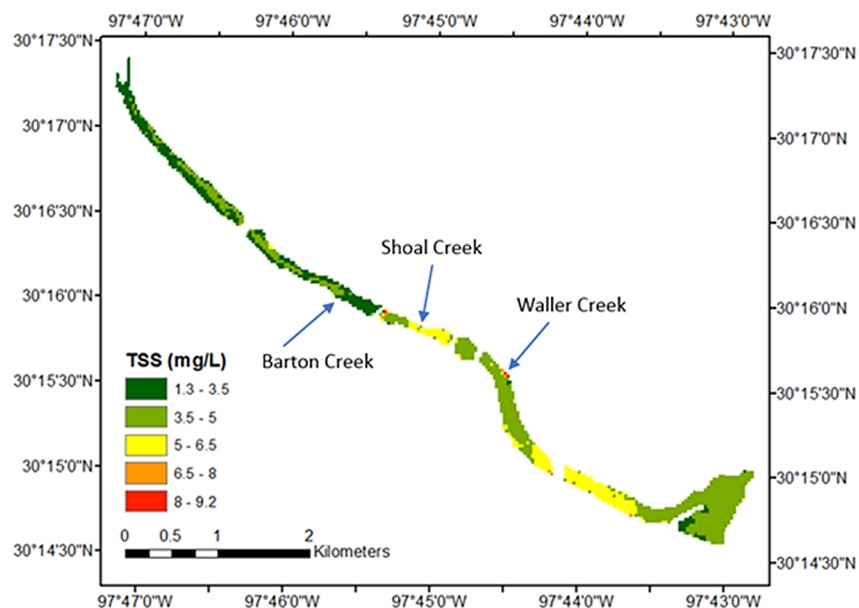 97°47'0"W 97°46'0"W 97°45'0"W 97°44'0"W 97°43'0"W
30°17'30"N 30°17'30"N
30°17'0"N 30°17'0"N
30°16'30"N 30°16'30"N
Shoal Creek
30°16'0"N 30°16'0"N
Waller Creek
Barton Creek
TSS (mg/L)
30°15'30"N 30°15'30"N
1.3 - 3.5
3.5 - 5
5 - 6.5
30°15'0"N 30°15'0"N
6.5 - 8
8 - 9.2
0 0.5 1 2
Kilometers
30°14'30"N 30°14'30"N
97°47'0"W 97°46'0"W 97°45'0"W 97°44'0"W 97°43'0"W